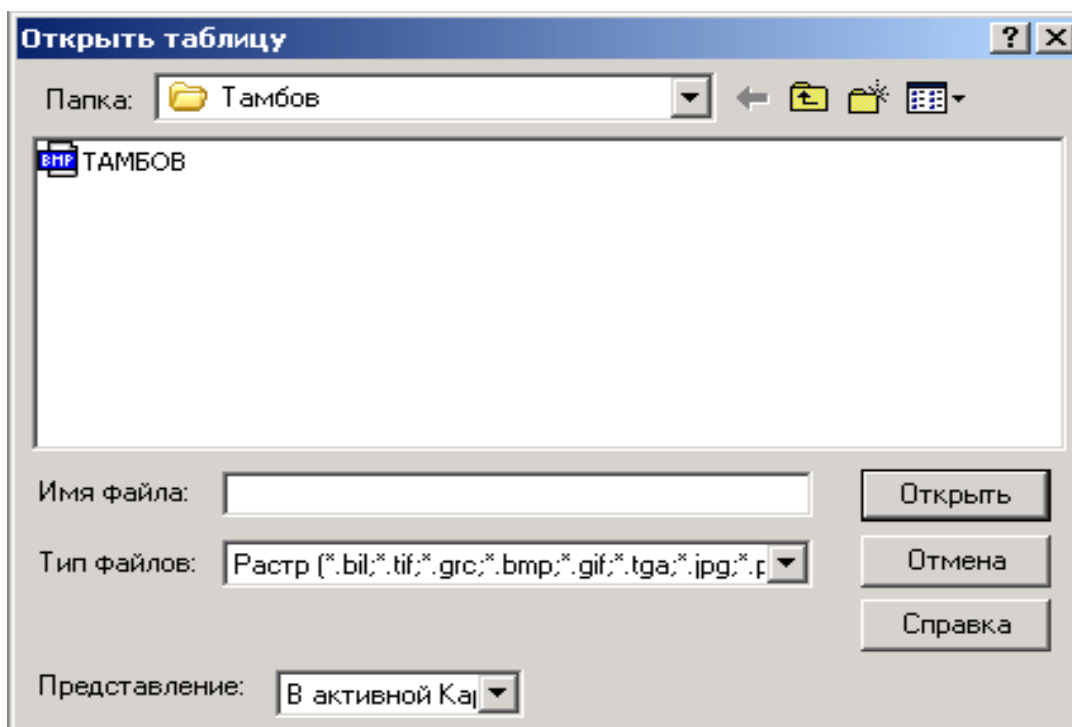 Открыть таблицу
Папка: Тамбов
BMP ТАМБОВ
Имя файла: Открыть
Тип файлов: Растр (*.bil;*.tif;*.grc;*.bmp;*.gif;*.tga;*.jpg;*.p Отмена
Справка
Представление: В активной Кар